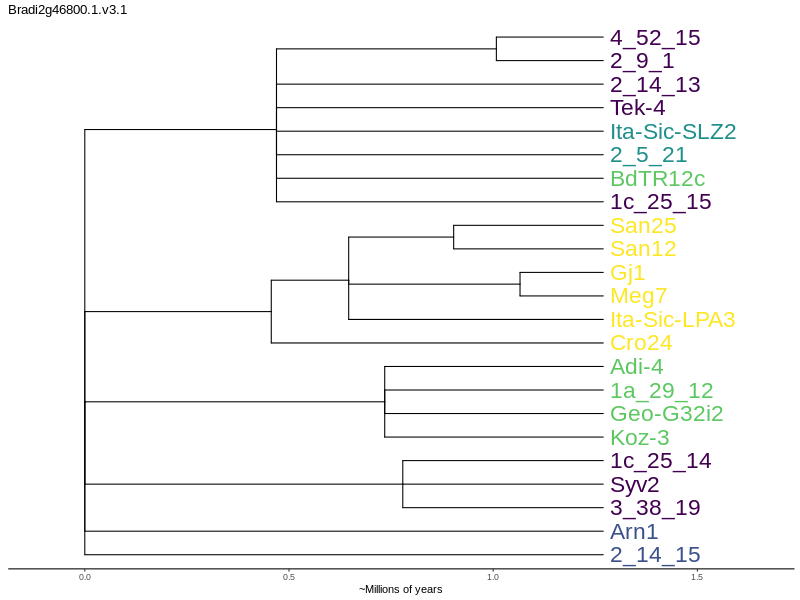 Bradi2g46800.1.v3.1
4_52_15
2_9_1
2_14_13
Tek-4
Ita-Sic-SLZ2
2_5_21
BdTR12c
1c_25_15
San25
San12
Gj1
Meg7
Ita-Sic-LPA3
Cro24
Adi-4
1a_29_12
Geo-G32i2
Koz-3
1c_25_14
Syv2
3_38_19
Arn1
2_14_15
0.0 0.5 1.0 1.5
~Millions of years